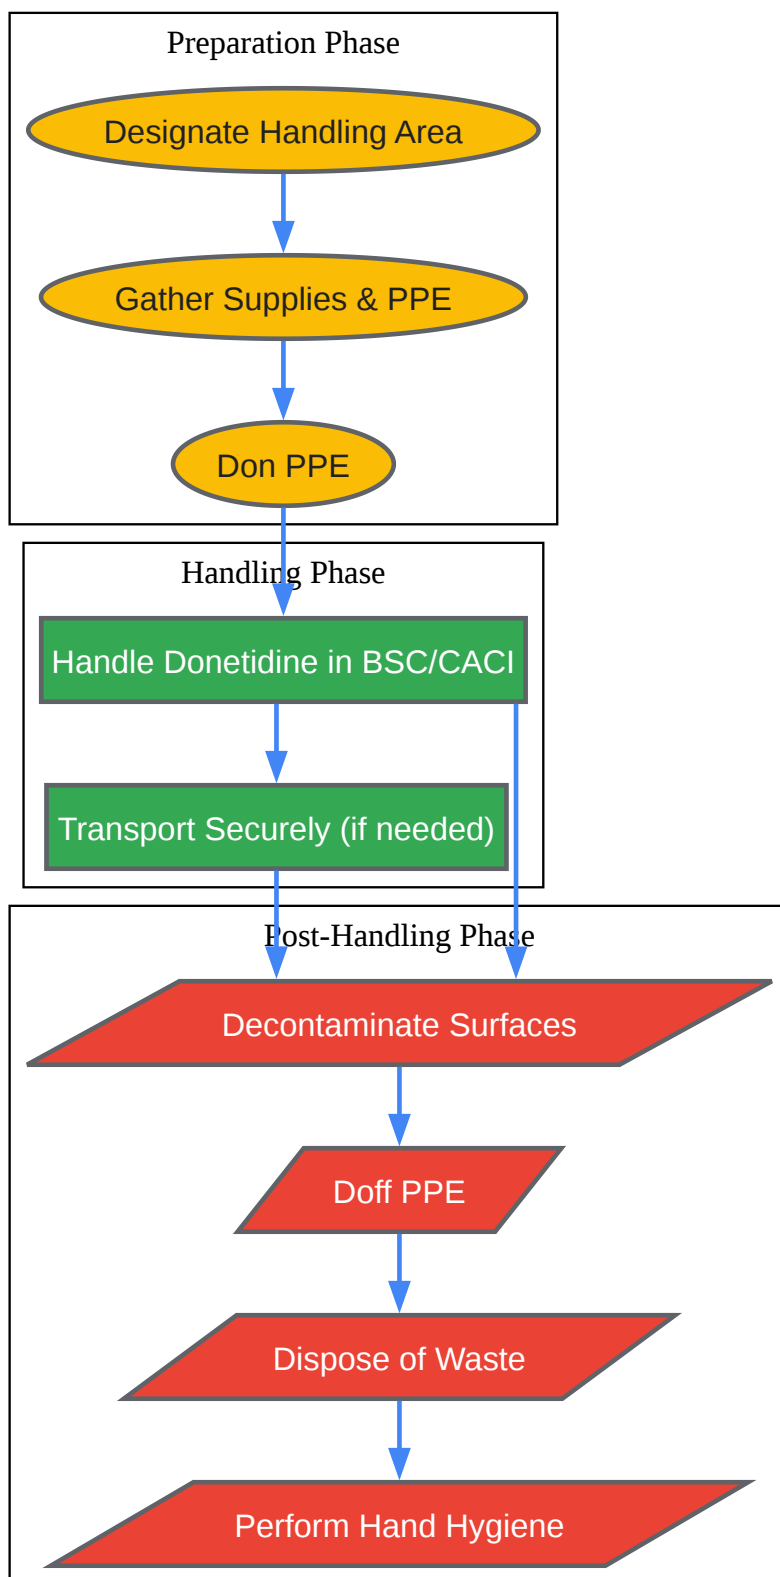 Preparation Phase
Designate Handling Area
Gather Supplies & PPE
Don PPE
Handling Phase
Handle Donetidine in BSC/CACI
Transport Securely (if needed)
Post-Handling Phase
Decontaminate Surfaces
Doff PPE
Dispose of Waste
Perform Hand Hygiene